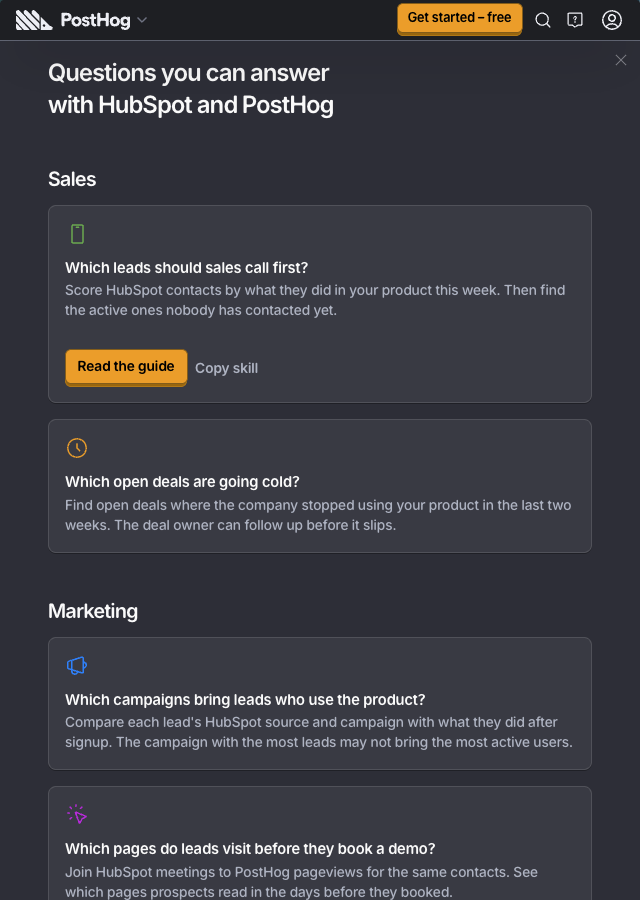 PostHog
Get started – free
Questions you can answer
with HubSpot and PostHog
Sales
Which leads should sales call first?
Score HubSpot contacts by what they did in your product this week. Then find
the active ones nobody has contacted yet.
Read the guide
Copy skill
Which open deals are going cold?
Find open deals where the company stopped using your product in the last two
weeks. The deal owner can follow up before it slips.
Marketing
Which campaigns bring leads who use the product?
Compare each lead's HubSpot source and campaign with what they did after
signup. The campaign with the most leads may not bring the most active users.
Which pages do leads visit before they book a demo?
Join HubSpot meetings to PostHog pageviews for the same contacts. See
which pages prospects read in the days before they booked.